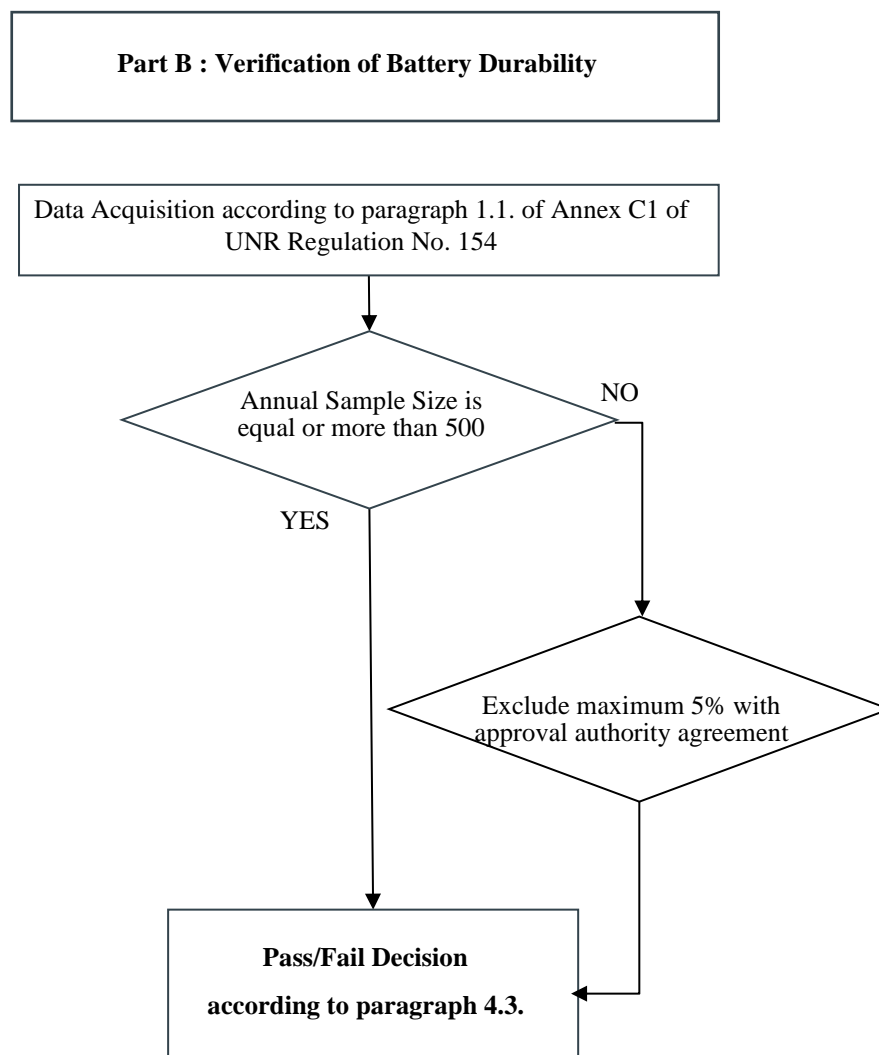 Part B : Verification of Battery Durability
Data Acquisition according to paragraph 1.1. of Annex C1 of
UNR Regulation No. 154
Annual Sample Size is
equal or more than 500
NO
YES
Exclude maximum 5% with
approval authority agreement
Pass/Fail Decision
according to paragraph 4.3.